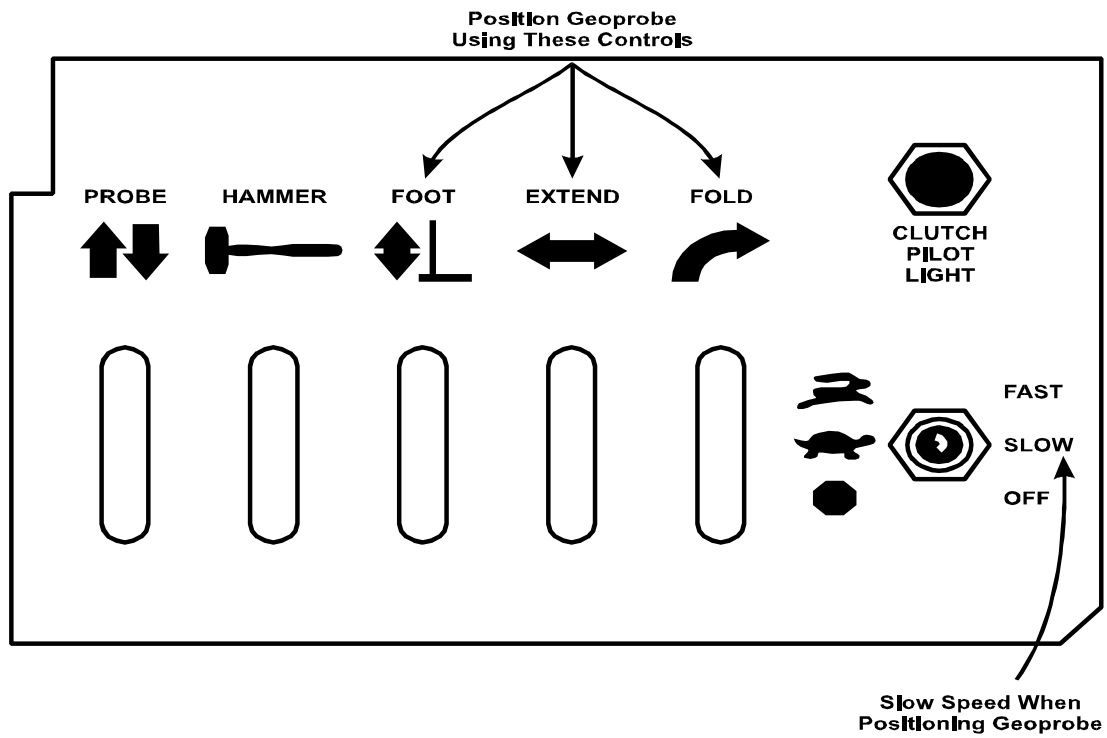 Position Geoprobe
Using These Controls
PROBE
HAMMER
FOOT
EXTEND
FOLD
CLUTCH
PILOT
LIGHT
FAST
SLOW
OFF
Slow Speed When
Positioning Geoprobe